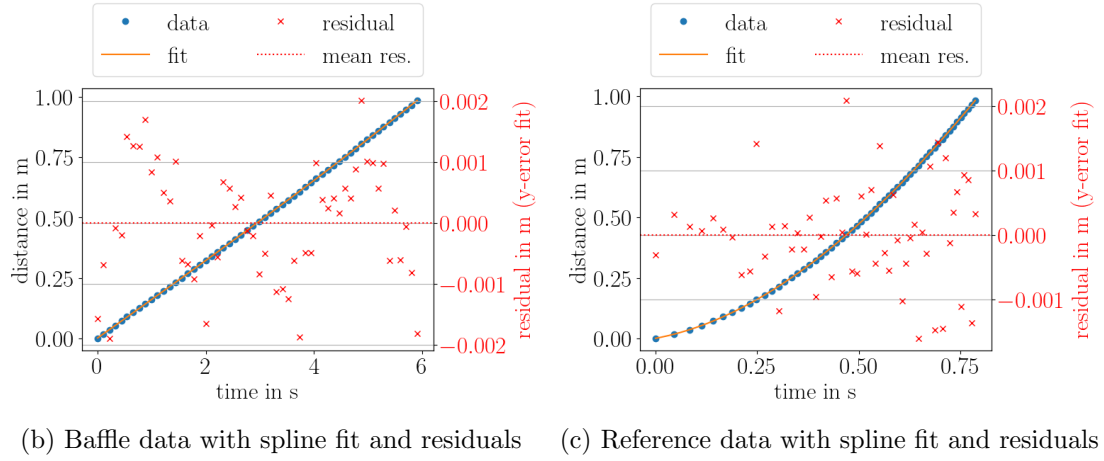 data
residual
fit
mean res.
data
residual
fit
mean res.
1.00
0.75
0.50
0.25
0.00
distance in m
0
2
4
6
time in s
0.002
0.001
0.000
−0.001
−0.002
residual in m (y-error fit)
1.00
0.75
0.50
0.25
0.00
distance in m
0.00
0.25
0.50
0.75
time in s
0.002
0.001
0.000
−0.001
residual in m (y-error fit)
(b) Baffle data with spline fit and residuals
(c) Reference data with spline fit and residuals